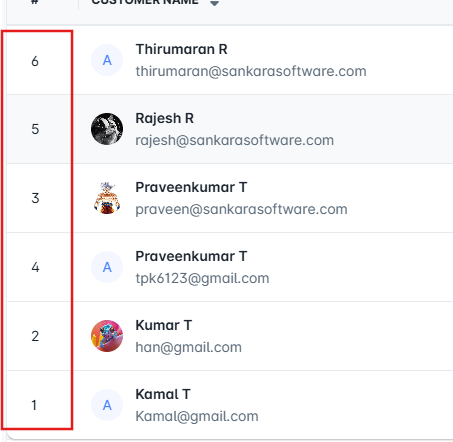 # CUSTOMER NAME
6 A Thirumaran R
thirumaran@sankarasoftware.com
5 Rajesh R
rajesh@sankarasoftware.com
3 Praveenkumar T
praveen@sankarasoftware.com
4 A Praveenkumar T
tpk6123@gmail.com
2 Kumar T
han@gmail.com
1 A Kamal T
Kamal@gmail.com